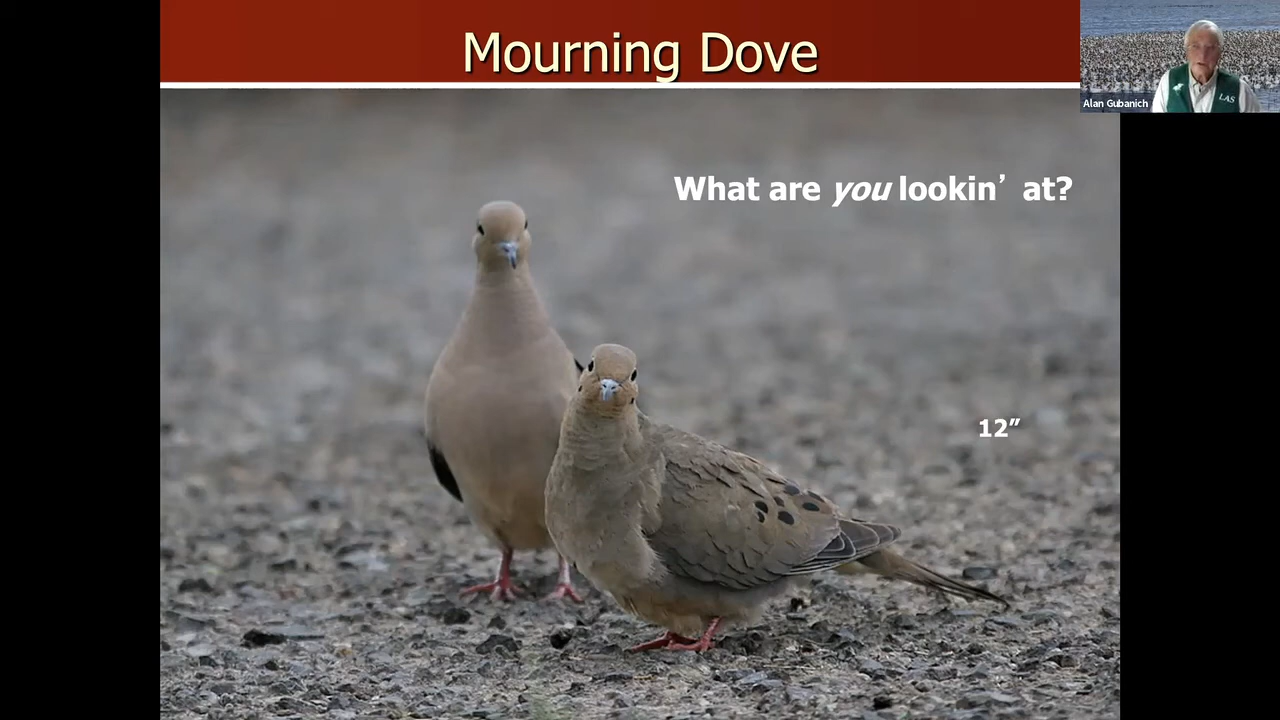 Mourning Dove
Alan Gubanich
LAS
What are you lookin’ at?
12”